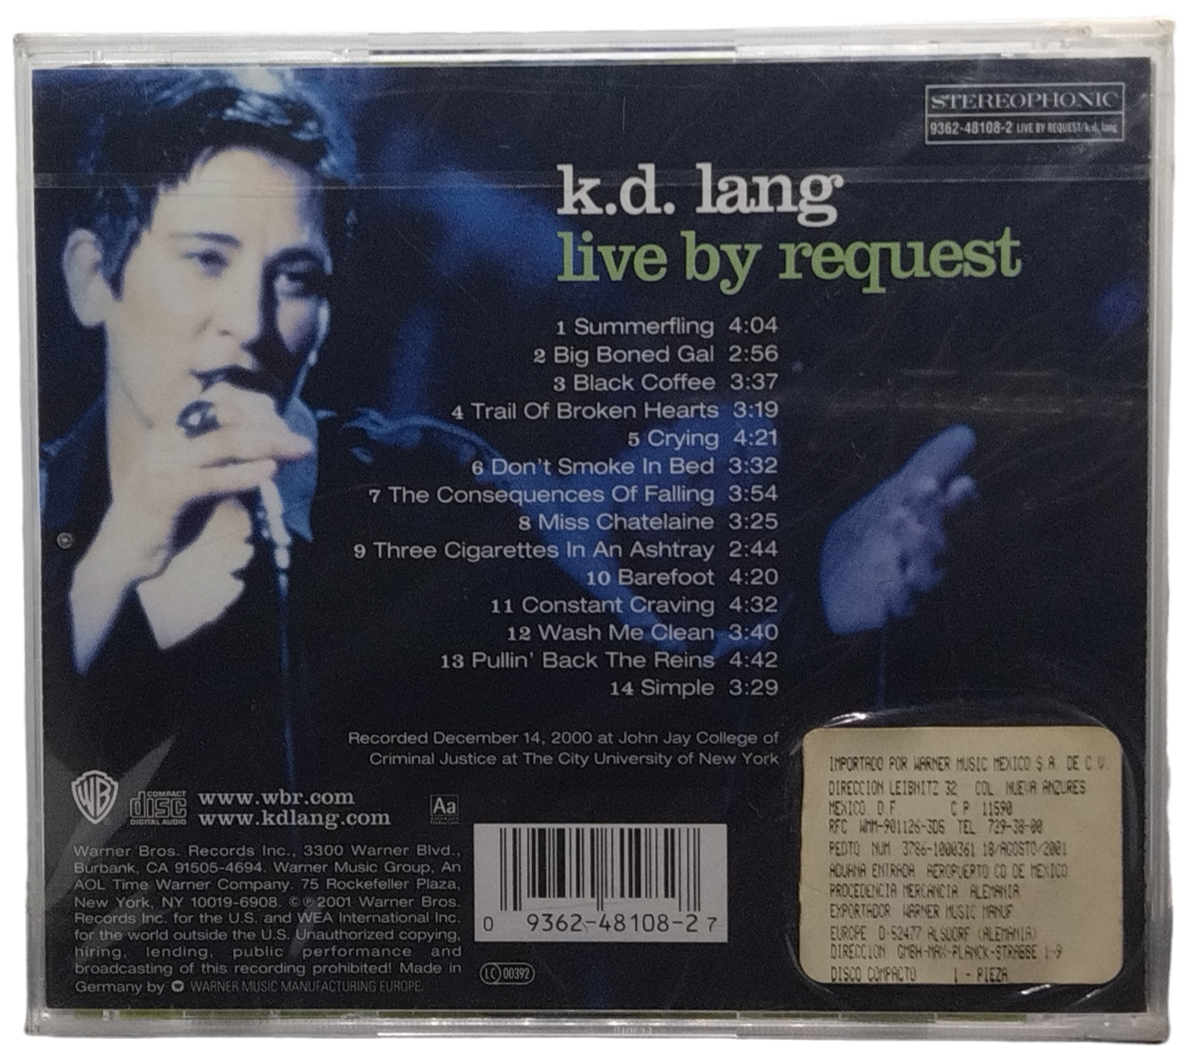 STEREOPHONIC
9362-48108-2 LIVE BY REQUEST/k.d. lang
k.d. lang
live by request
1 Summerfling 4:04
2 Big Boned Gal 2:56
3 Black Coffee 3:37
4 Trail Of Broken Hearts 3:19
5 Crying 4:21
6 Don't Smoke In Bed 3:32
7 The Consequences Of Falling 3:54
8 Miss Chatelaine 3:25
9 Three Cigarettes In An Ashtray 2:44
10 Barefoot 4:20
11 Constant Craving 4:32
12 Wash Me Clean 3:40
13 Pullin' Back The Reins 4:42
14 Simple 3:29
Recorded December 14, 2000 at John Jay College of
Criminal Justice at The City University of New York
WB
COMPACT
disc
DIGITAL AUDIO
www.wbr.com
www.kdlang.com
Aa
Warner Bros. Records Inc., 3300 Warner Blvd.,
Burbank, CA 91505-4694. Warner Music Group, An
AOL Time Warner Company. 75 Rockefeller Plaza,
New York, NY 10019-6908. ©℗2001 Warner Bros.
Records Inc. for the U.S. and WEA International Inc.
for the world outside the U.S. Unauthorized copying,
hiring, lending, public performance and
broadcasting of this recording prohibited! Made in
Germany by WARNER MUSIC MANUFACTURING EUROPE.
0 9362-48108-2 7
LC 00392
IMPORTADO POR WARNER MUSIC MEXICO S.A. DE C.V.
DIRECCION LEIBNITZ 32 COL. NUEVA ANZURES
MEXICO D F C P 11590
RFC WMM-901126-3D5 TEL 729-38-00
PEDTO NUM 3786-1000361 18/AGOSTO/2001
ADUANA ENTRADA AEROPUERTO CD DE MEXICO
PROCEDENCIA MERCANCIA ALEMANIA
EXPORTADOR WARNER MUSIC MANUF
EUROPE D-52477 ALSDORF (ALEMANIA)
DIRECCION GMBH-MAX-PLANCK-STRABBE 1-9
DISCO COMPACTO 1 - PIEZA